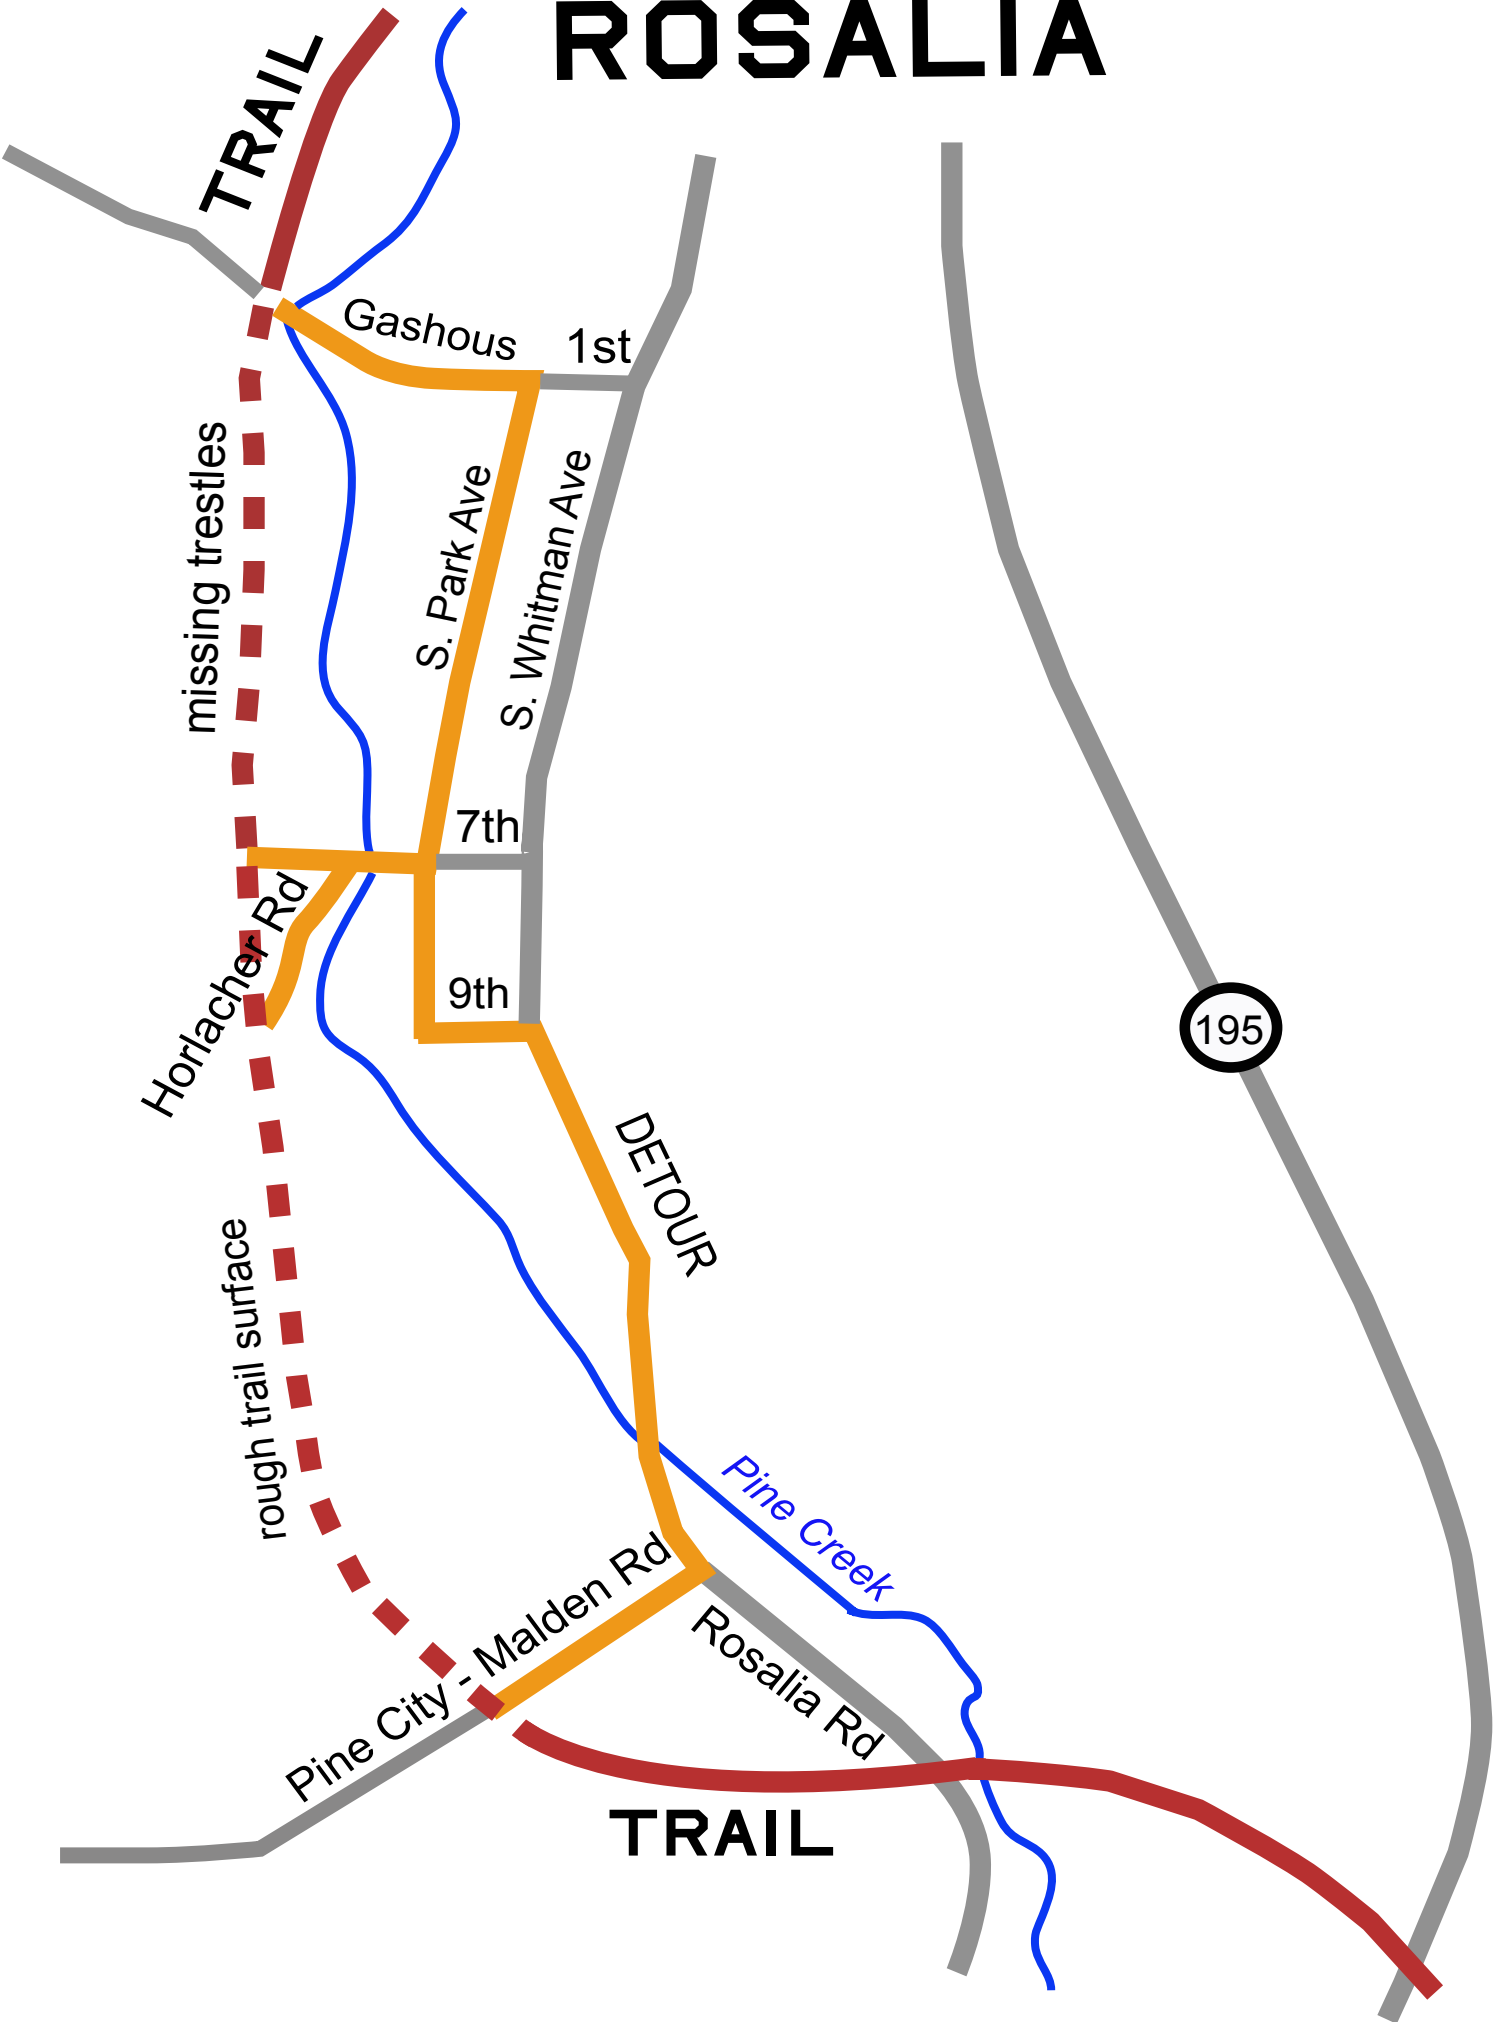 ROSALIA
TRAIL
Gashous
1st
missing trestles
S. Park Ave
S. Whitman Ave
7th
Horlacher Rd
9th
195
DETOUR
rough trail surface
Pine Creek
Pine City - Malden Rd
Rosalia Rd
TRAIL